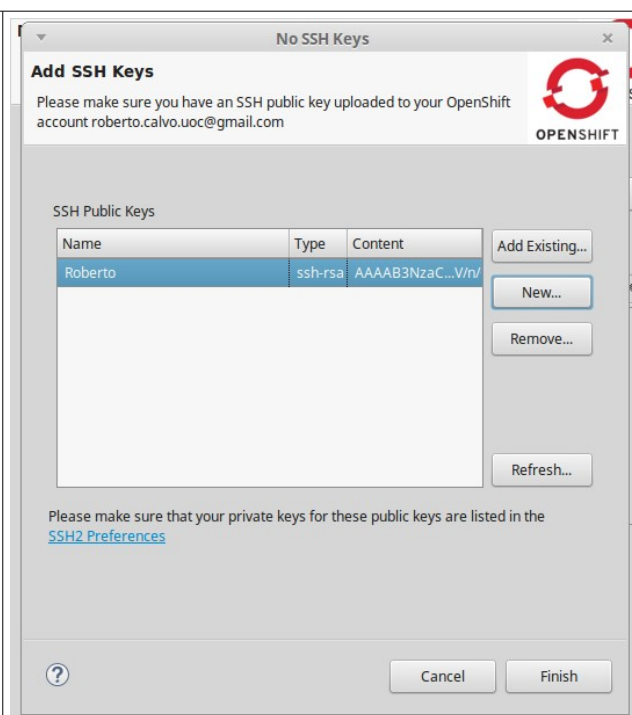 No SSH Keys
Add SSH Keys
Please make sure you have an SSH public key uploaded to your OpenShift
account roberto.calvo.uoc@gmail.com
OPENSHIFT
SSH Public Keys
Name Type Content
Roberto ssh-rsa AAAAB3NzaC...V/n/
Add Existing...
New...
Remove...
Refresh...
Please make sure that your private keys for these public keys are listed in the
SSH2 Preferences
?
Cancel Finish